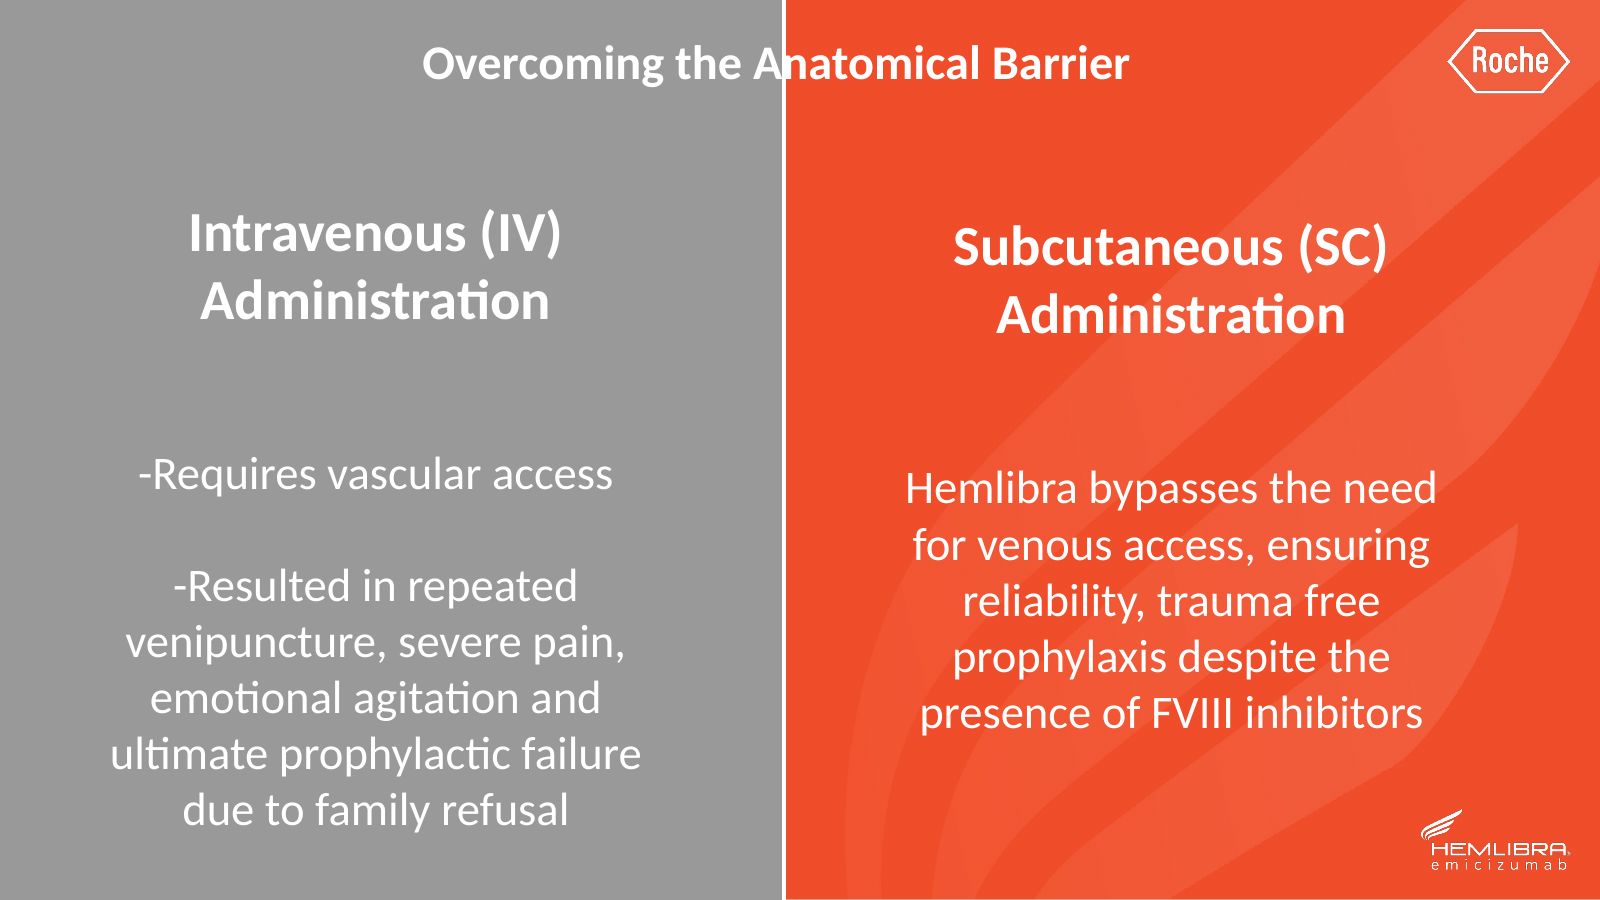 Overcoming the Anatomical Barrier
Roche
Intravenous (IV)
Administration
-Requires vascular access
-Resulted in repeated
venipuncture, severe pain,
emotional agitation and
ultimate prophylactic failure
due to family refusal
Subcutaneous (SC)
Administration
Hemlibra bypasses the need
for venous access, ensuring
reliability, trauma free
prophylaxis despite the
presence of FVIII inhibitors
HEMLIBRA®
emicizumab